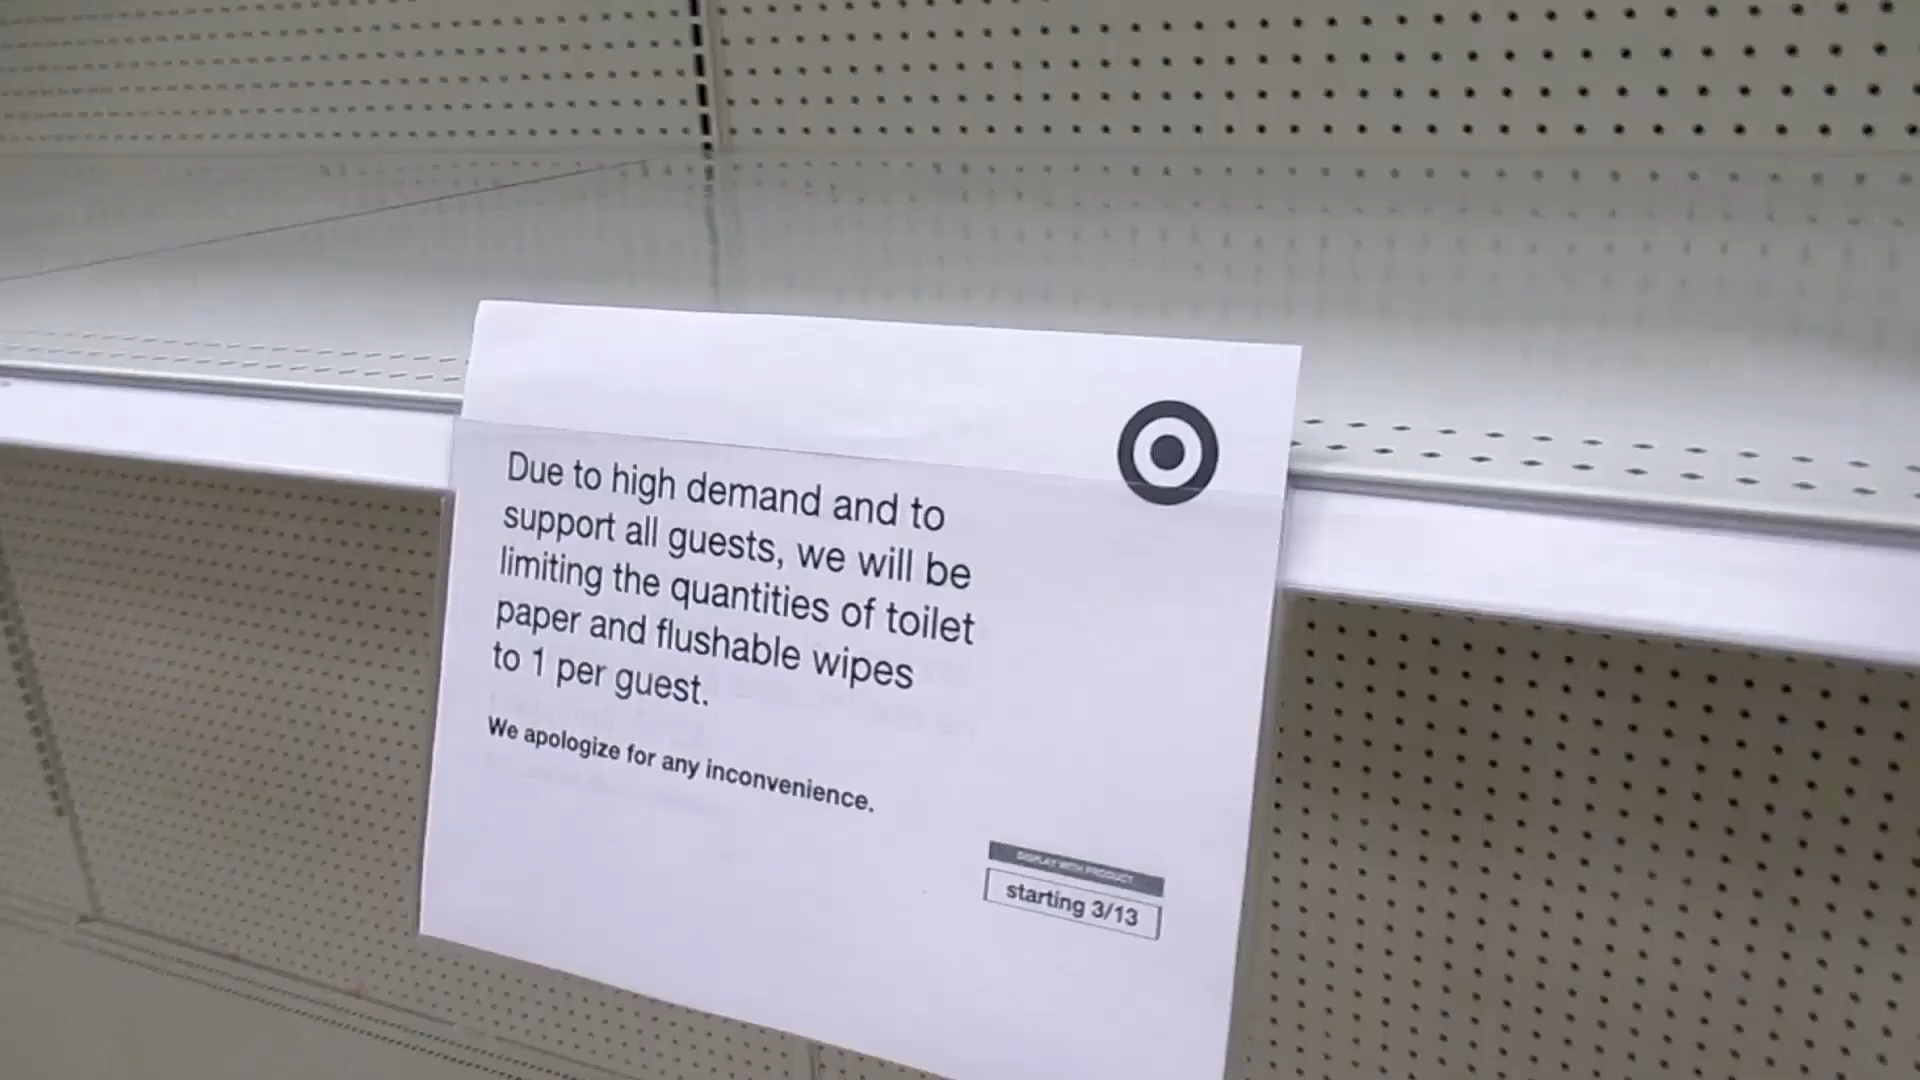 Due to high demand and to
support all guests, we will be
limiting the quantities of toilet
paper and flushable wipes
to 1 per guest.
We apologize for any inconvenience.
DISPLAY WITH PRODUCT
starting 3/13